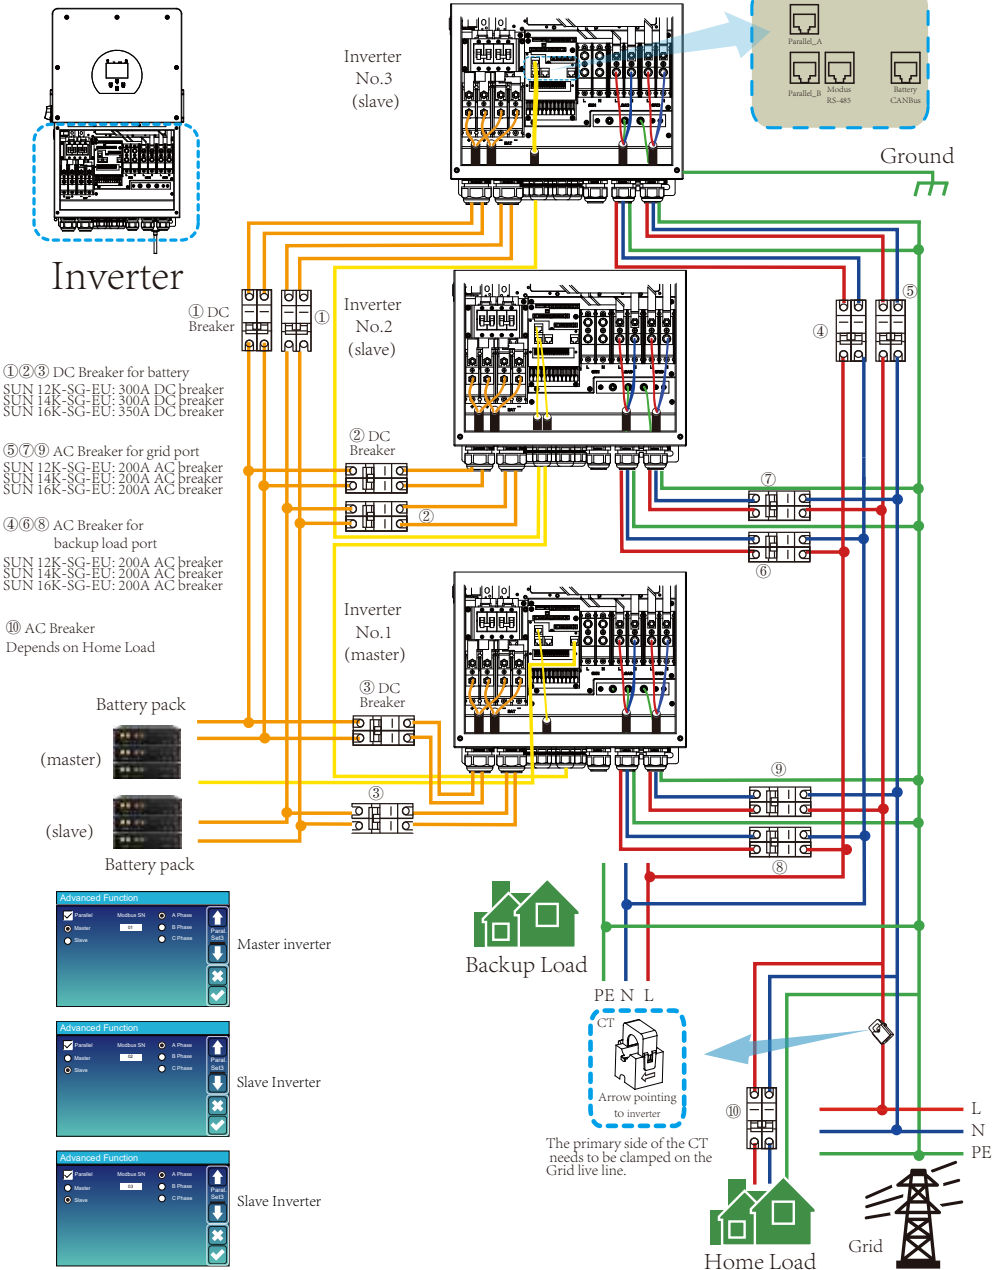 Inverter
No.3
(slave)
Parallel_A
Parallel_B
Modus
RS-485
Battery
CANBus
Ground
Inverter
① DC
Breaker
①
Inverter
No.2
(slave)
④
⑤
①②③ DC Breaker for battery
SUN 12K-SG-EU: 300A DC breaker
SUN 14K-SG-EU: 300A DC breaker
SUN 16K-SG-EU: 350A DC breaker
② DC
Breaker
②
⑤⑦⑨ AC Breaker for grid port
SUN 12K-SG-EU: 200A AC breaker
SUN 14K-SG-EU: 200A AC breaker
SUN 16K-SG-EU: 200A AC breaker
⑦
⑥
④⑥⑧ AC Breaker for
backup load port
SUN 12K-SG-EU: 200A AC breaker
SUN 14K-SG-EU: 200A AC breaker
SUN 16K-SG-EU: 200A AC breaker
⑩ AC Breaker
Depends on Home Load
Inverter
No.1
(master)
③ DC
Breaker
Battery pack
(master)
③
(slave)
Battery pack
⑨
⑧
Advanced Function
Parallel
Modbus SN
A Phase
Master
01
B Phase
Slave
C Phase
Paral.
Set3
Master inverter
Advanced Function
Parallel
Modbus SN
A Phase
Master
02
B Phase
Slave
C Phase
Paral.
Set3
Slave Inverter
Advanced Function
Parallel
Modbus SN
A Phase
Master
03
B Phase
Slave
C Phase
Paral.
Set3
Slave Inverter
Backup Load
PE N L
CT
Arrow pointing
to inverter
The primary side of the CT
needs to be clamped on the
Grid live line.
⑩
L
N
PE
Home Load
Grid